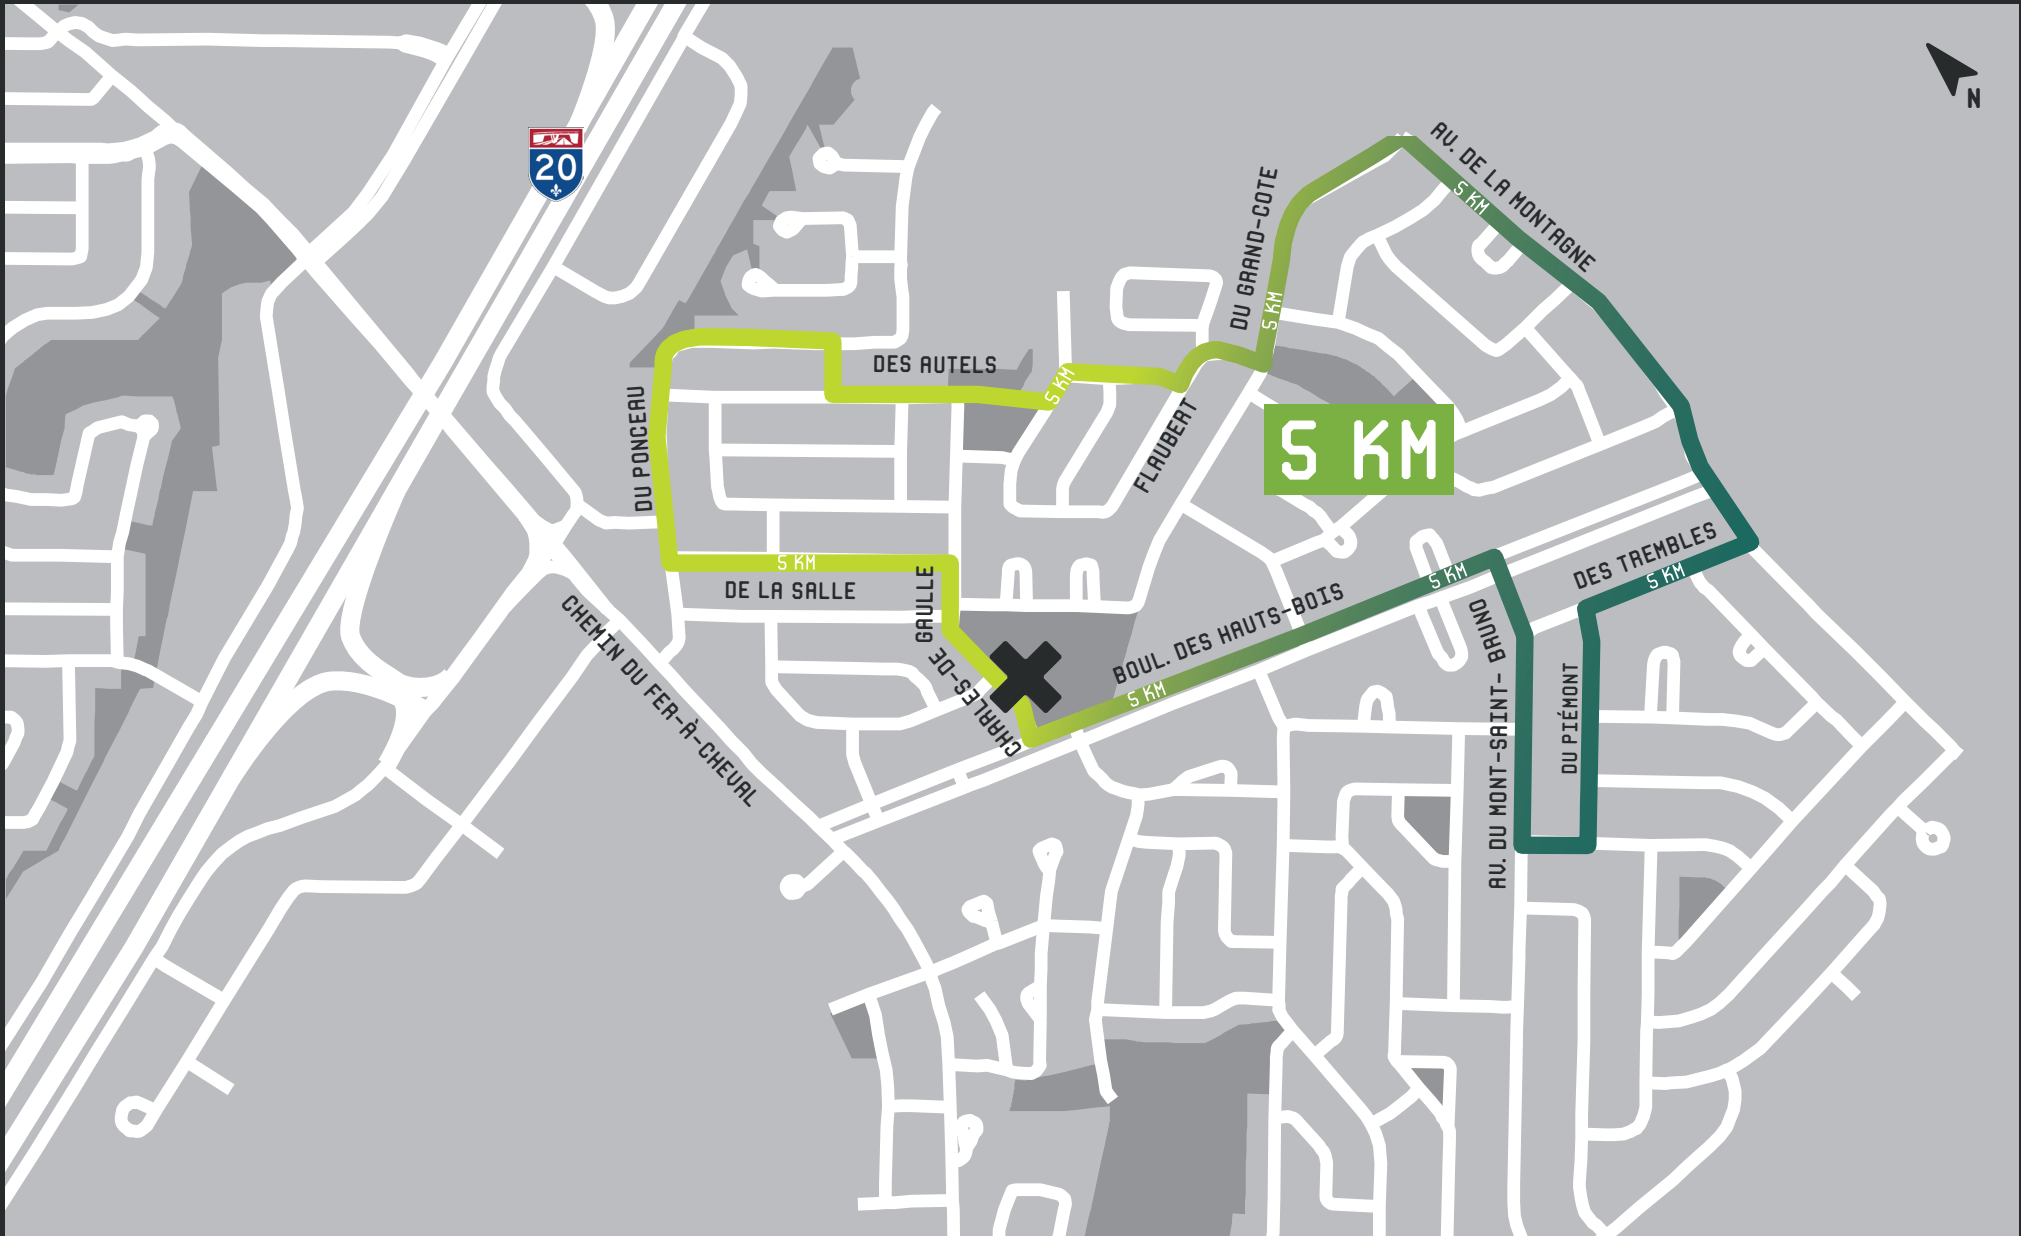 N
AV. DE LA MONTAGNE
5 KM
20
DU GRAND-COTE
5 KM
DES AUTELS
5 KM
DU PONCEAU
FLAUBERT
5 KM
DES TREMBLES
5 KM
5 KM
DE LA SALLE
CHARLES-DE
GAULLE
BOUL. DES HAUTS-BOIS
5 KM
5 KM
CHEMIN DU FER-À-CHEVAL
AV. DU MONT-SAINT- BRUNO
DU PIÉMONT